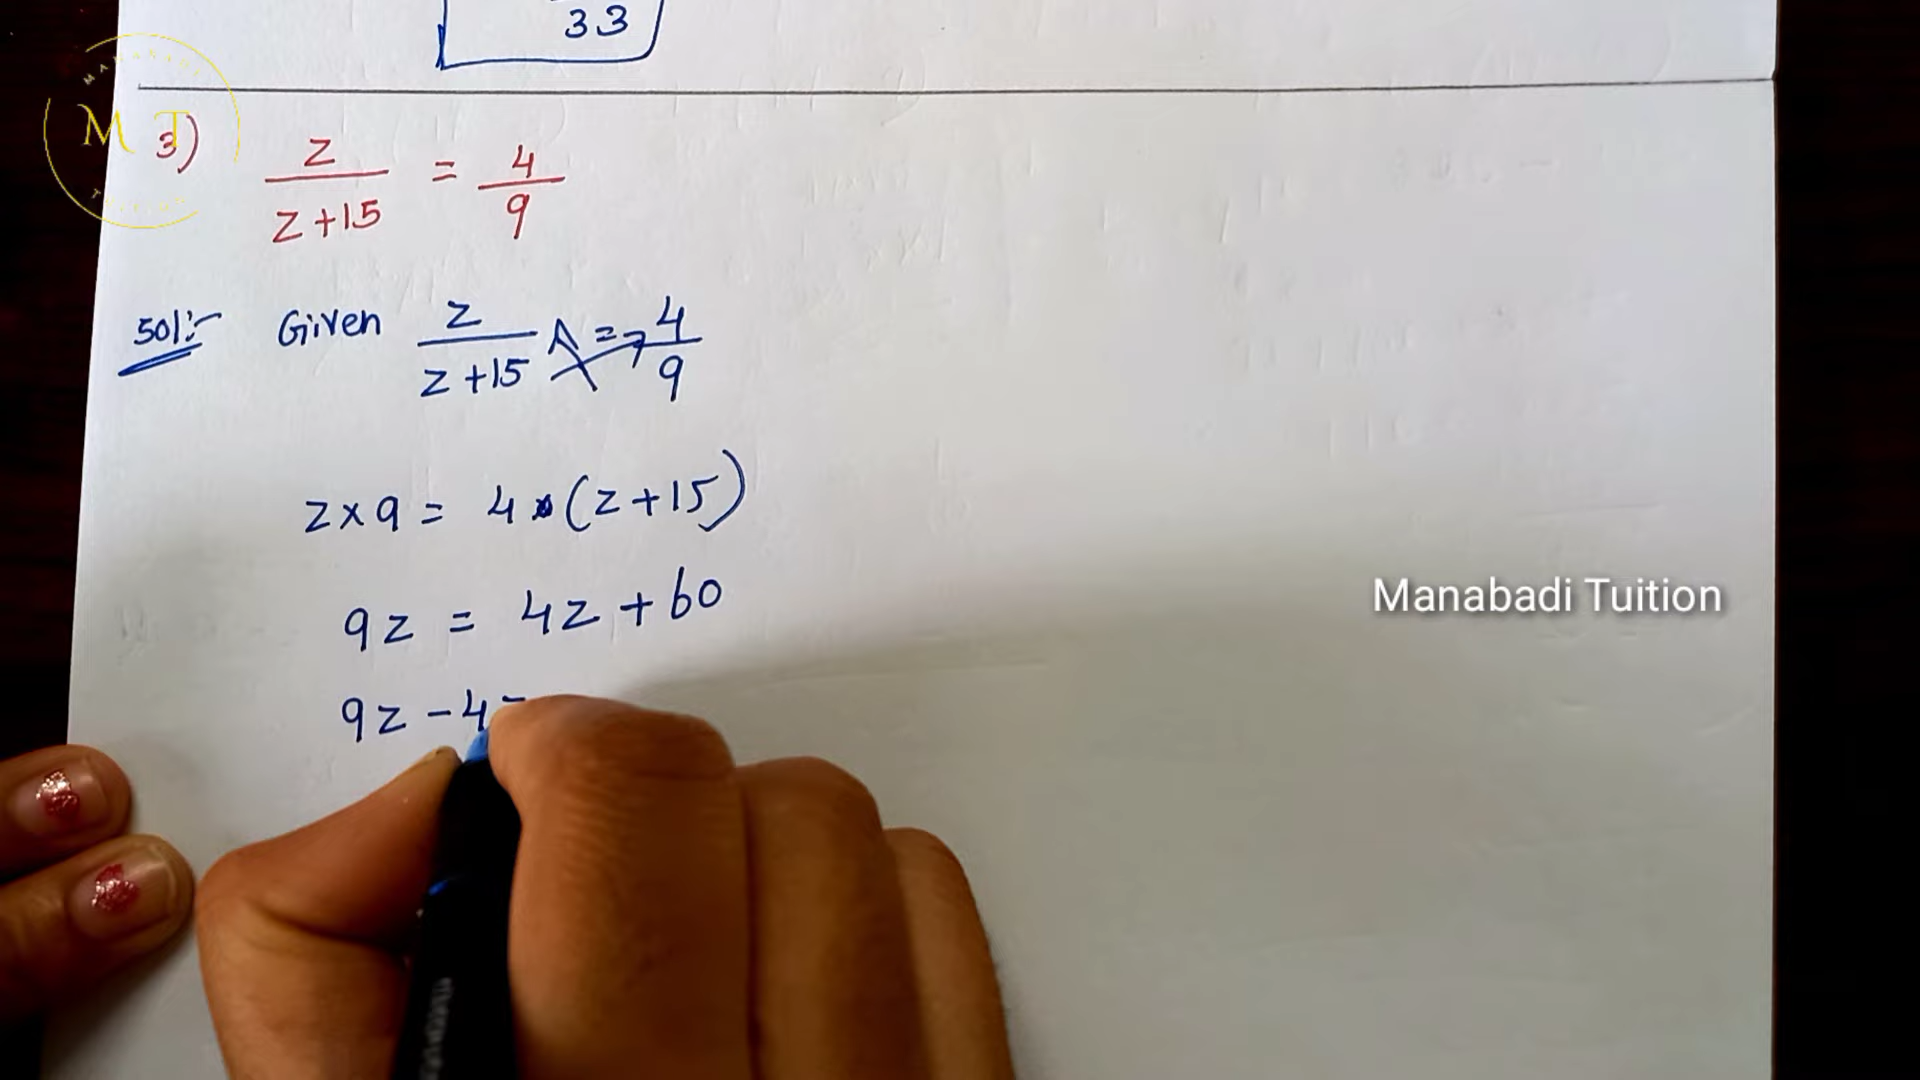 33
M T
3) z/(z+15) = 4/9
Sol:- Given z/(z+15) = 4/9
z×9 = 4 (z+15)
9z = 4z + 60
Manabadi Tuition
9z - 4z